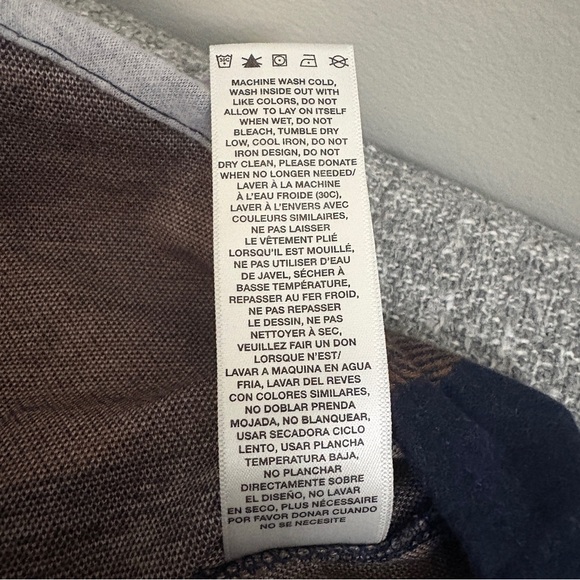 MACHINE WASH COLD,
WASH INSIDE OUT WITH
LIKE COLORS, DO NOT
ALLOW TO LAY ON ITSELF
WHEN WET, DO NOT
BLEACH, TUMBLE DRY
LOW, COOL IRON, DO NOT
IRON DESIGN, DO NOT
DRY CLEAN, PLEASE DONATE
WHEN NO LONGER NEEDED/
LAVER À LA MACHINE
À L'EAU FROIDE (30C),
LAVER À L'ENVERS AVEC
COULEURS SIMILAIRES,
NE PAS LAISSER
LE VÊTEMENT PLIÉ
LORSQU'IL EST MOUILLÉ,
NE PAS UTILISER D'EAU
DE JAVEL, SÉCHER À
BASSE TEMPÉRATURE,
REPASSER AU FER FROID,
NE PAS REPASSER
LE DESSIN, NE PAS
NETTOYER À SEC,
VEUILLEZ FAIRE UN DON
LORSQUE N'EST/
LAVAR A MAQUINA EN AGUA
FRIA, LAVAR DEL REVES
CON COLORES SIMILARES,
NO DOBLAR PRENDA
MOJADA, NO BLANQUEAR,
USAR SECADORA CICLO
LENTO, USAR PLANCHA
TEMPERATURA BAJA,
NO PLANCHAR
DIRECTAMENTE SOBRE
EL DISEÑO, NO LAVAR
EN SECO, PLUS NÉCESSAIRE
POR FAVOR DONAR CUANDO
NO SE NECESITE